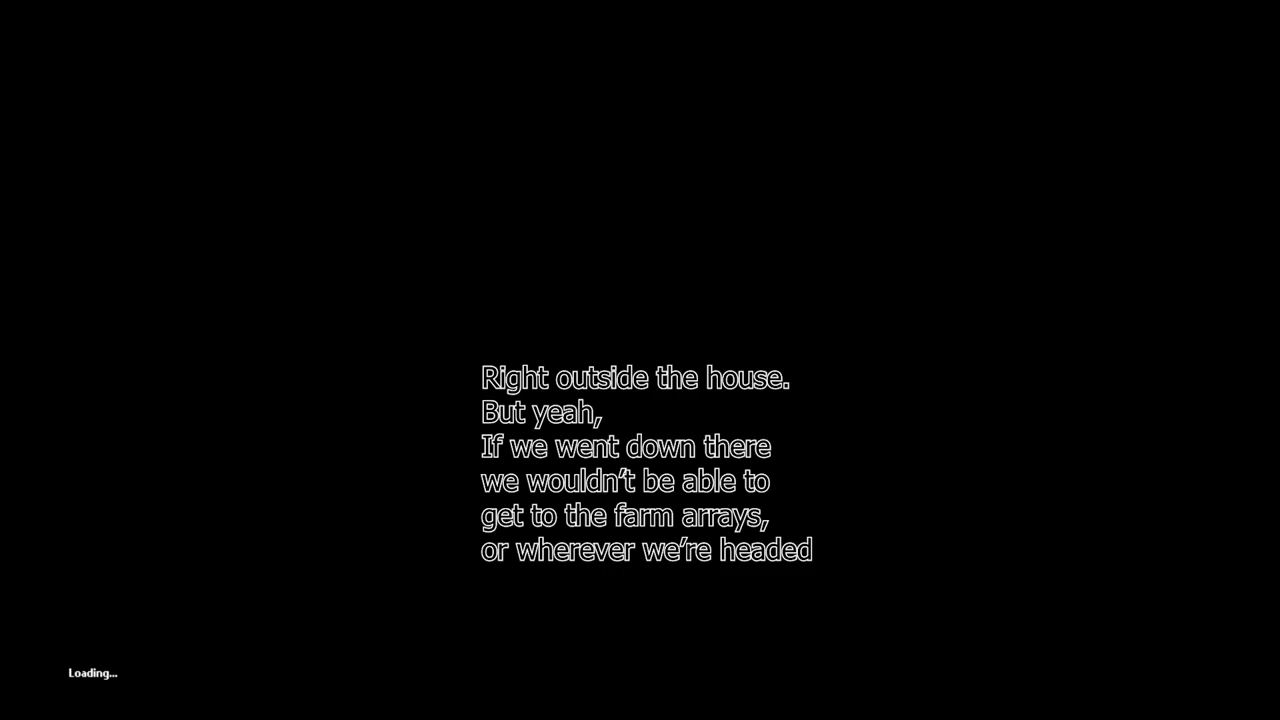 Right outside the house.
But yeah,
If we went down there
we wouldn't be able to
get to the farm arrays,
or wherever we're headed
Loading...